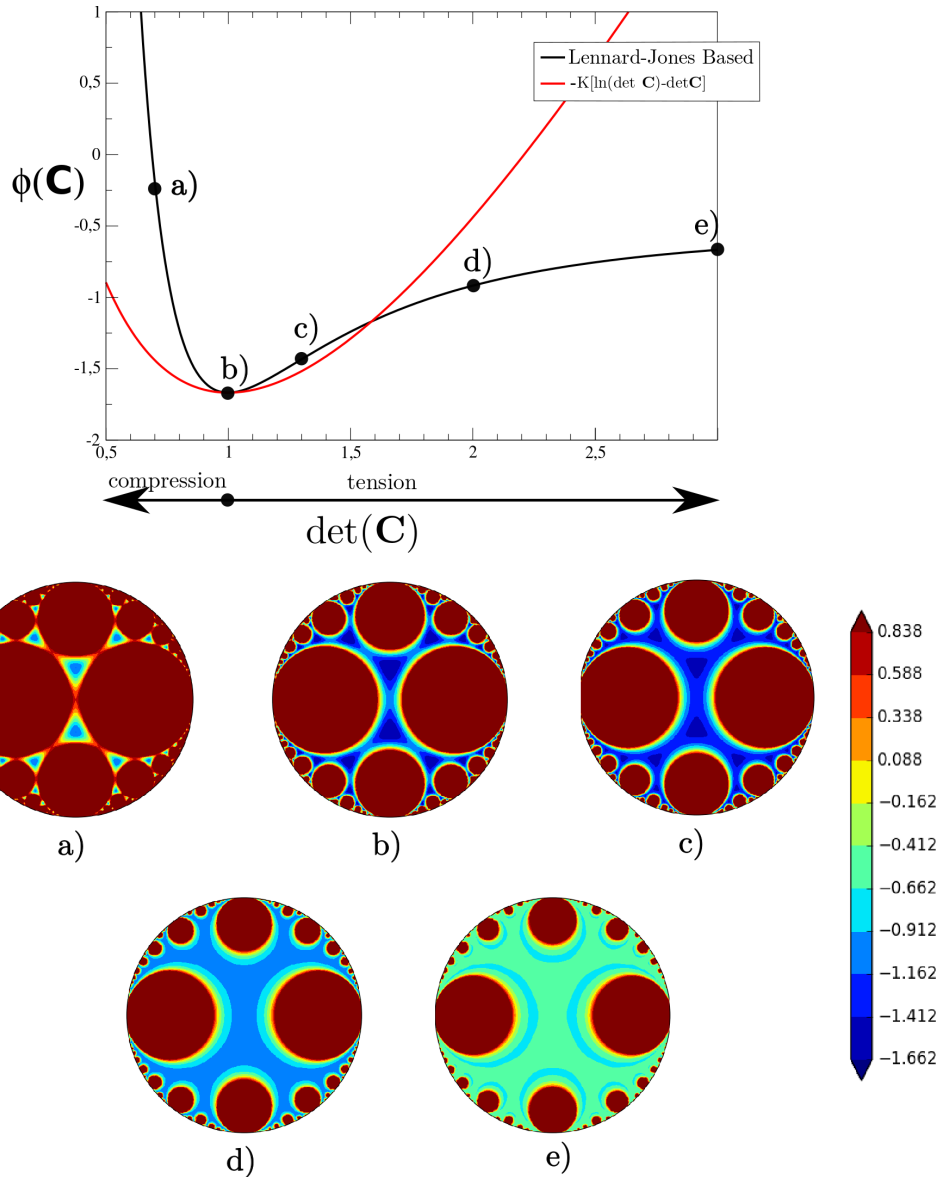 1
0,5
0
-0,5
-1
-1,5
-2
ϕ(C)
Lennard-Jones Based
-K[ln(det C)-detC]
a)
b)
c)
d)
e)
0,5 1 1,5 2 2,5
compression tension
det(C)
a) b) c)
d) e)
0.838
0.588
0.338
0.088
−0.162
−0.412
−0.662
−0.912
−1.162
−1.412
−1.662